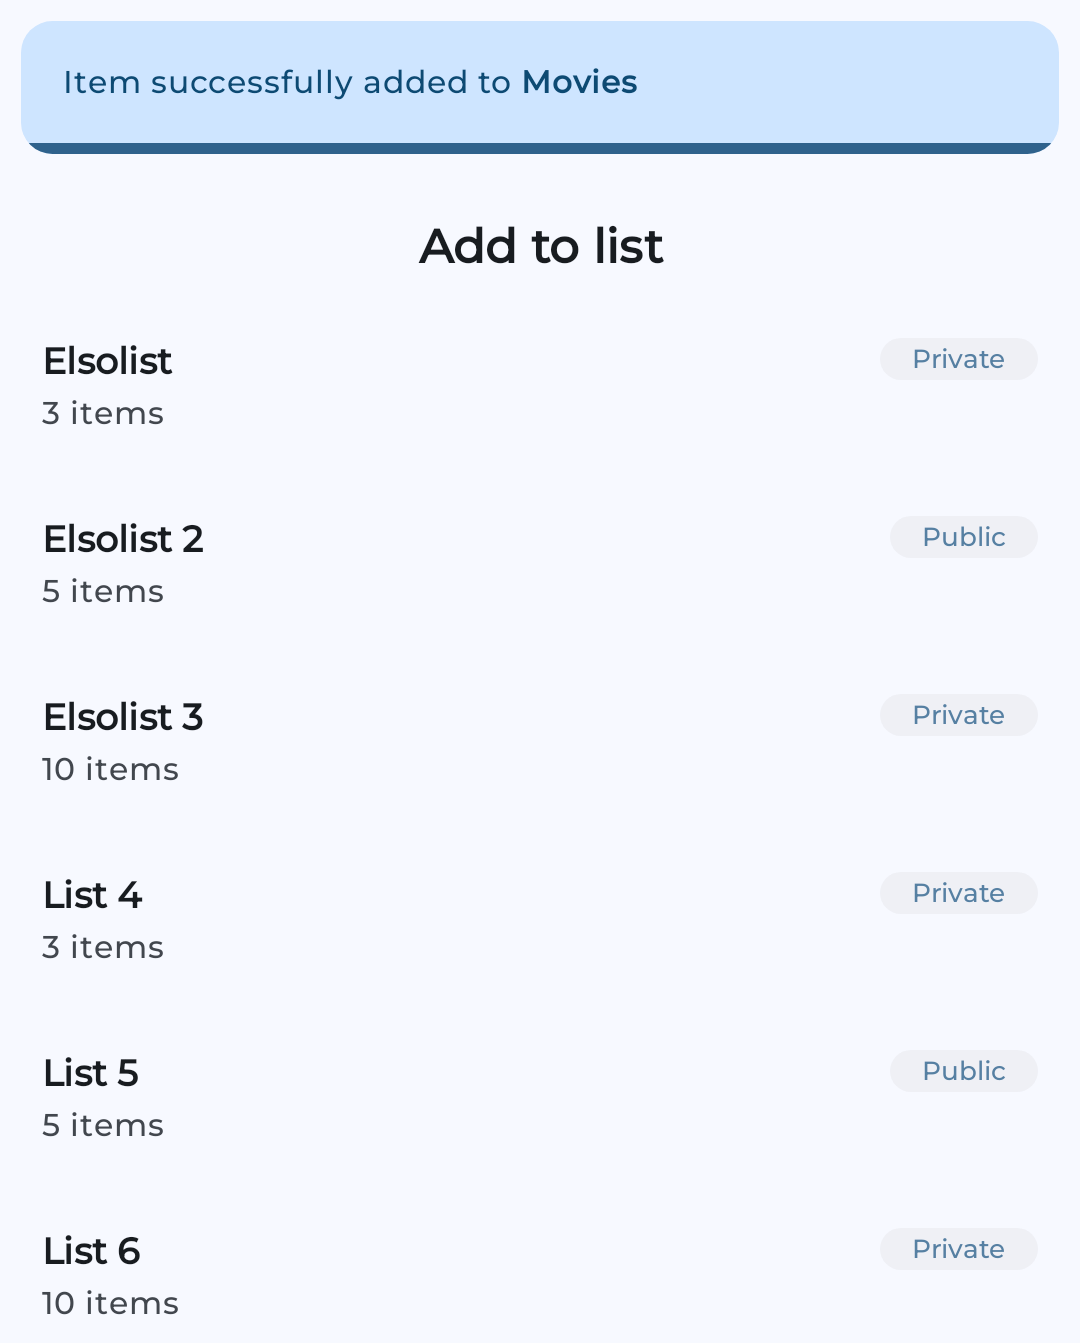 Item successfully added to Movies
Add to list
Elsolist
Private
3 items
Elsolist 2
Public
5 items
Elsolist 3
Private
10 items
List 4
Private
3 items
List 5
Public
5 items
List 6
Private
10 items